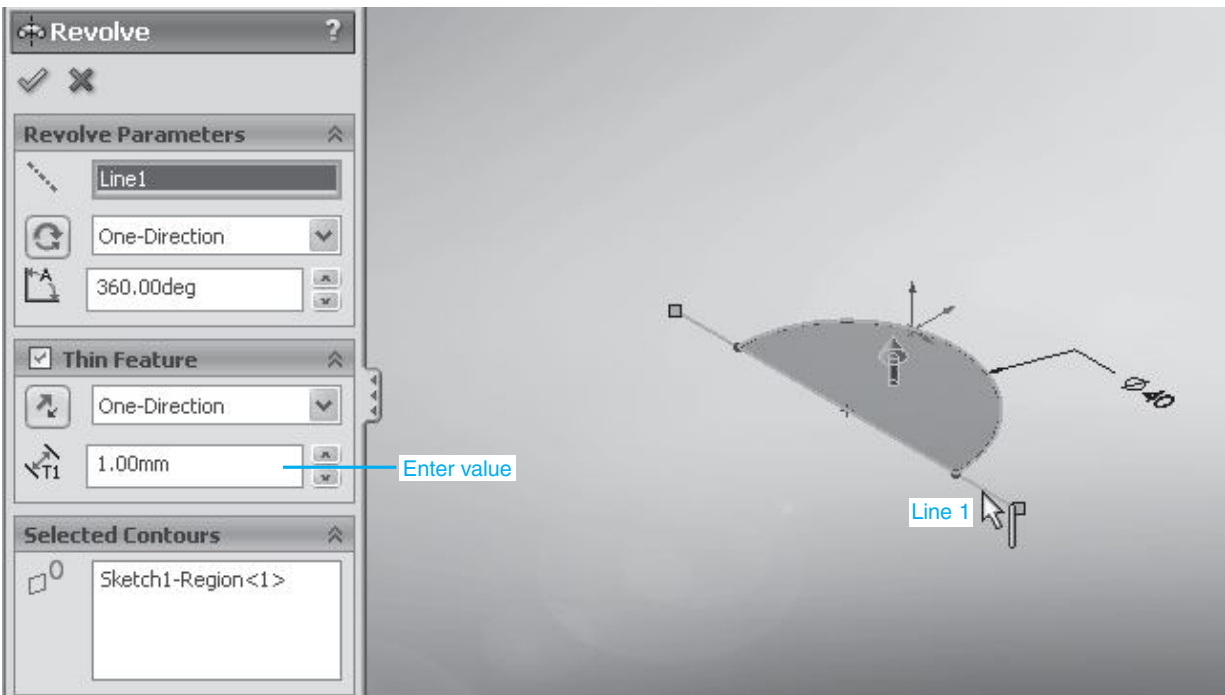 Revolve ?
Revolve Parameters
Line1
One-Direction
A
360.00deg
Thin Feature
One-Direction
T1
1.00mm
Enter value
Selected Contours
Sketch1-Region<1>
Ø40
Line 1